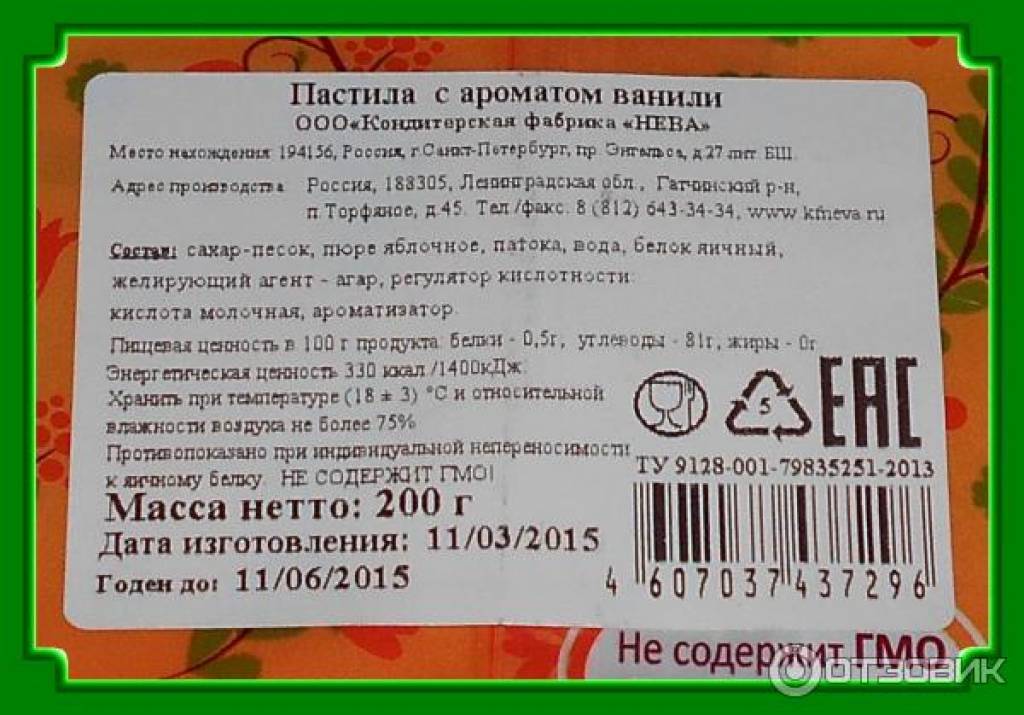 Пастила с ароматом ванили
ООО«Кондитерская фабрика «НЕВА»
Место нахождения: 194156, Россия, г.Санкт-Петербург, пр. Энгельса, д.27 лит. БЩ.
Адрес производства: Россия, 188305, Ленинградская обл., Гатчинский р-н,
п.Торфяное, д.45. Тел./факс. 8 (812) 643-34-34, www.kfneva.ru
Состав: сахар-песок, пюре яблочное, патока, вода, белок яичный,
желирующий агент - агар, регулятор кислотности:
кислота молочная, ароматизатор.
Пищевая ценность в 100 г продукта: белки - 0,5г, углеводы - 81г, жиры - 0г
Энергетическая ценность 330 ккал /1400кДж.
Хранить при температуре (18 ± 3) °С и относительной
влажности воздуха не более 75%
5
ЕАС
Противопоказано при индивидуальной непереносимости
к яичному белку. НЕ СОДЕРЖИТ ГМО!
ТУ 9128-001-79835251-2013
Масса нетто: 200 г
Дата изготовления: 11/03/2015
Годен до: 11/06/2015
4 607037 437296
Не содержит ГМО
ОТЗОВИК